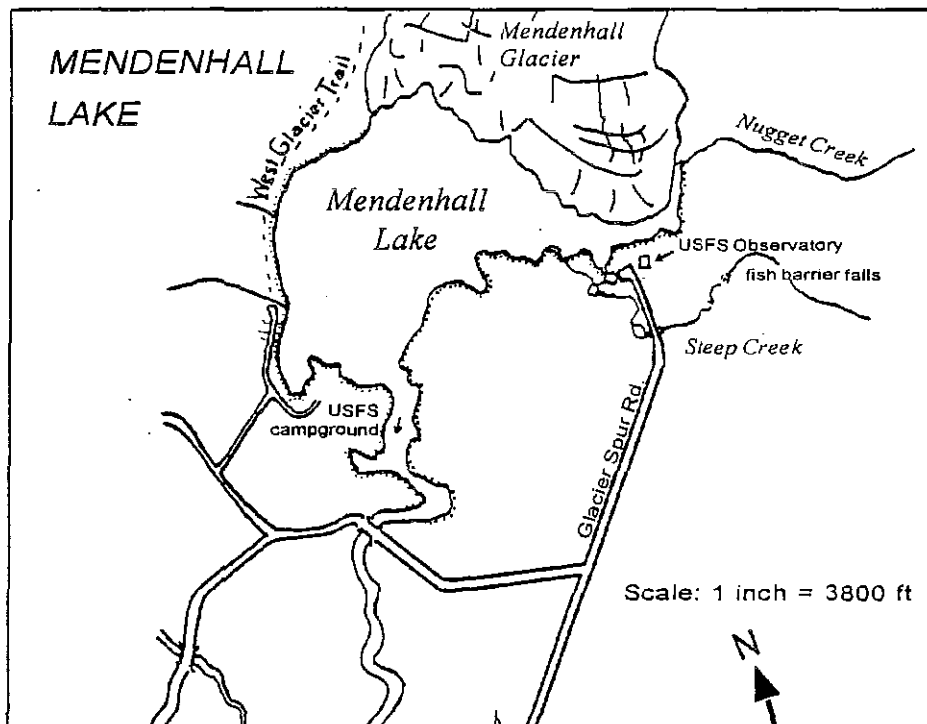 MENDENHALL
LAKE
Mendenhall
Glacier
West Glacier Trail
Nugget Creek
Mendenhall
Lake
USFS Observatory
fish barrier falls
Steep Creek
USFS
campground
Glacier Spur Rd.
Scale: 1 inch = 3800 ft
N